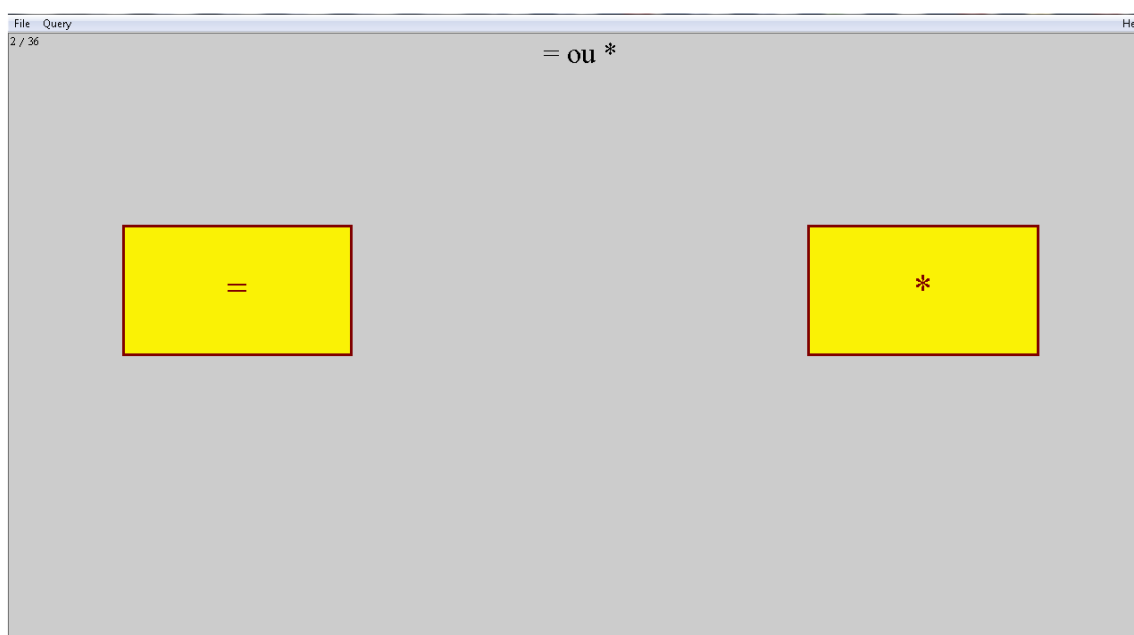 File Query He
2 / 36
= ou *
= *